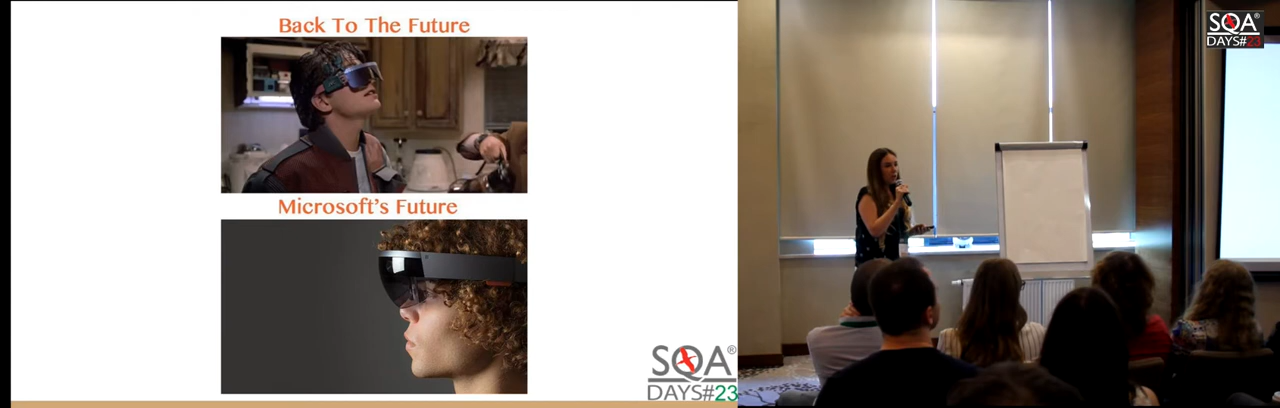 Back To The Future
Microsoft's Future
SQA®
DAYS#23
SQA®
DAYS#23